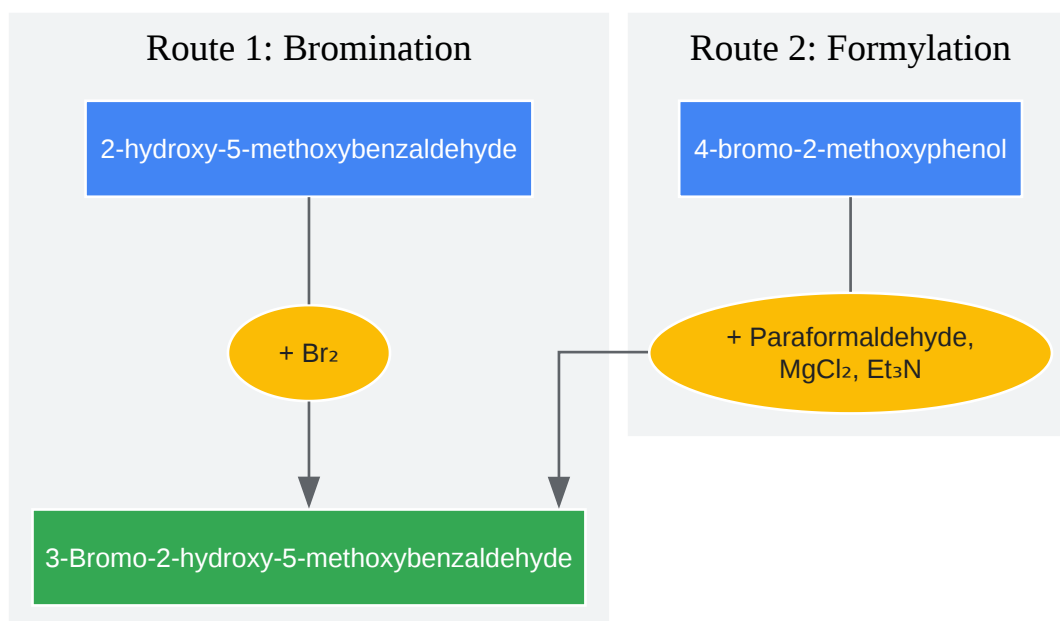 Route 1: Bromination
2-hydroxy-5-methoxybenzaldehyde
+ Br₂
3-Bromo-2-hydroxy-5-methoxybenzaldehyde
Route 2: Formylation
4-bromo-2-methoxyphenol
+ Paraformaldehyde,
MgCl₂, Et₃N